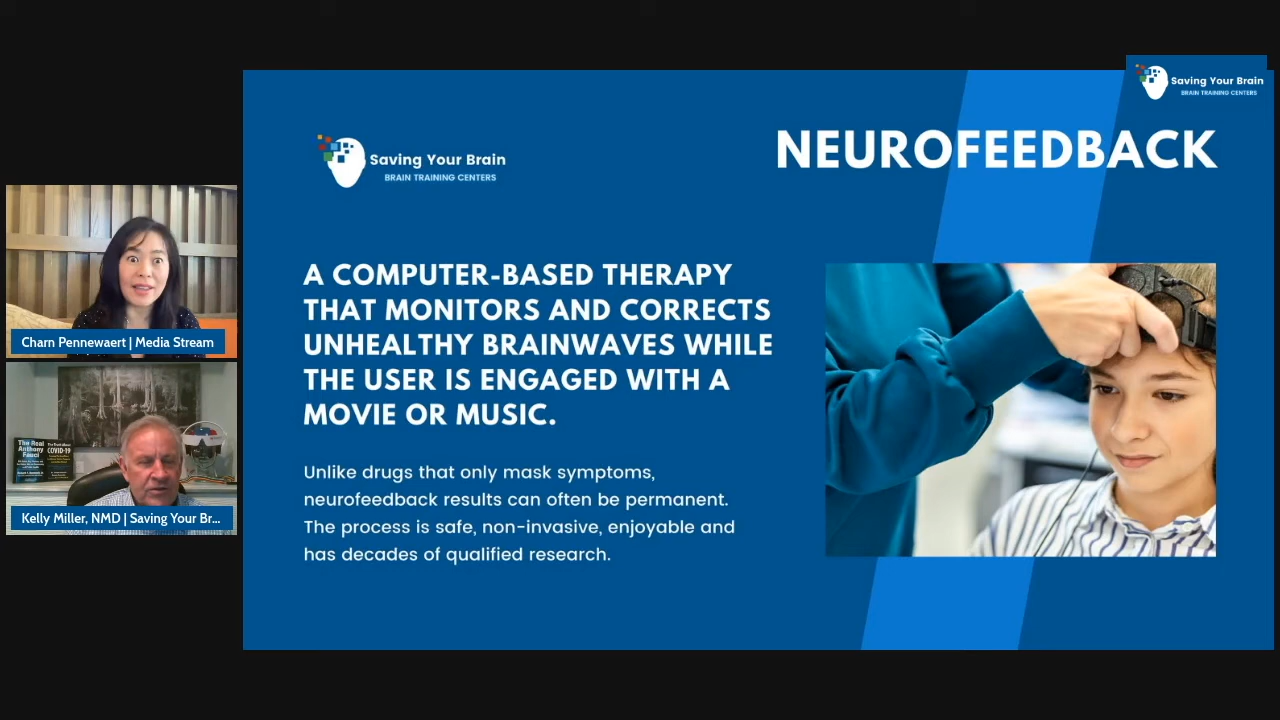 Saving Your Brain
BRAIN TRAINING CENTERS
Saving Your Brain
BRAIN TRAINING CENTERS
NEUROFEEDBACK
A COMPUTER-BASED THERAPY
THAT MONITORS AND CORRECTS
UNHEALTHY BRAINWAVES WHILE
THE USER IS ENGAGED WITH A
MOVIE OR MUSIC.
Unlike drugs that only mask symptoms,
neurofeedback results can often be permanent.
The process is safe, non-invasive, enjoyable and
has decades of qualified research.
Charn Pennewaert | Media Stream
The Real
Anthony
Fauci
The Truth About
COVID-19
Kelly Miller, NMD | Saving Your Br...